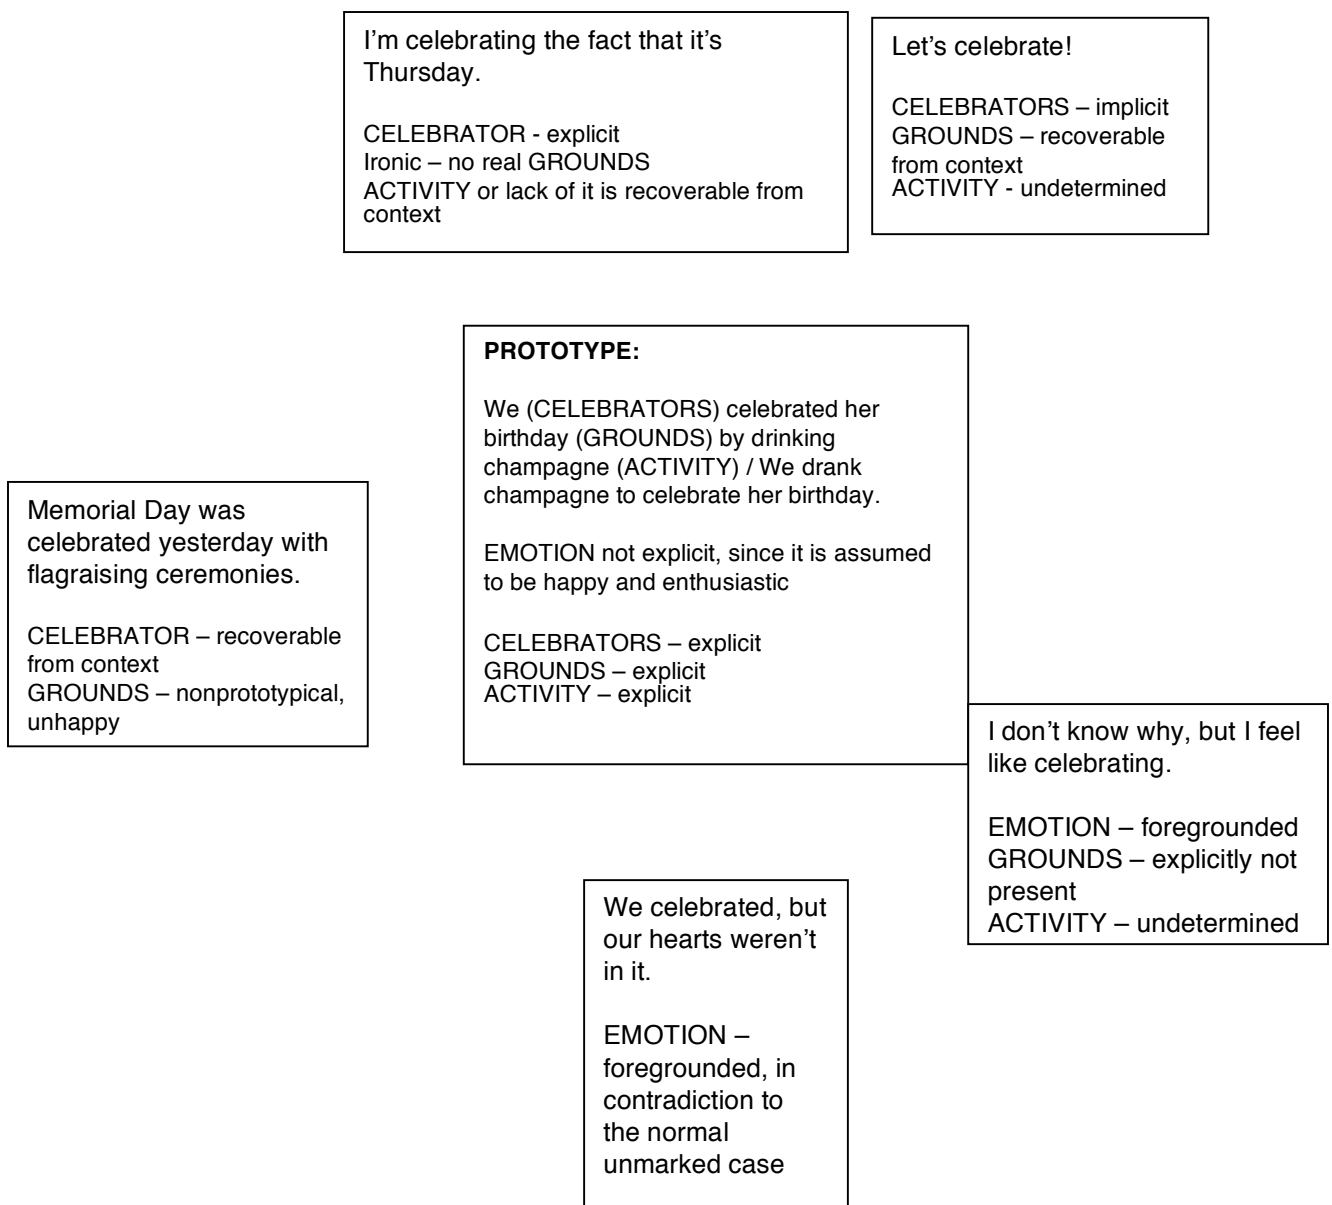 I’m celebrating the fact that it’s
Thursday.
CELEBRATOR - explicit
Ironic – no real GROUNDS
ACTIVITY or lack of it is recoverable from
context
Let’s celebrate!
CELEBRATORS – implicit
GROUNDS – recoverable
from context
ACTIVITY - undetermined
PROTOTYPE:
We (CELEBRATORS) celebrated her
birthday (GROUNDS) by drinking
champagne (ACTIVITY) / We drank
champagne to celebrate her birthday.
EMOTION not explicit, since it is assumed
to be happy and enthusiastic
CELEBRATORS – explicit
GROUNDS – explicit
ACTIVITY – explicit
Memorial Day was
celebrated yesterday with
flagraising ceremonies.
CELEBRATOR – recoverable
from context
GROUNDS – nonprototypical,
unhappy
I don’t know why, but I feel
like celebrating.
EMOTION – foregrounded
GROUNDS – explicitly not
present
ACTIVITY – undetermined
We celebrated, but
our hearts weren’t
in it.
EMOTION –
foregrounded, in
contradiction to
the normal
unmarked case